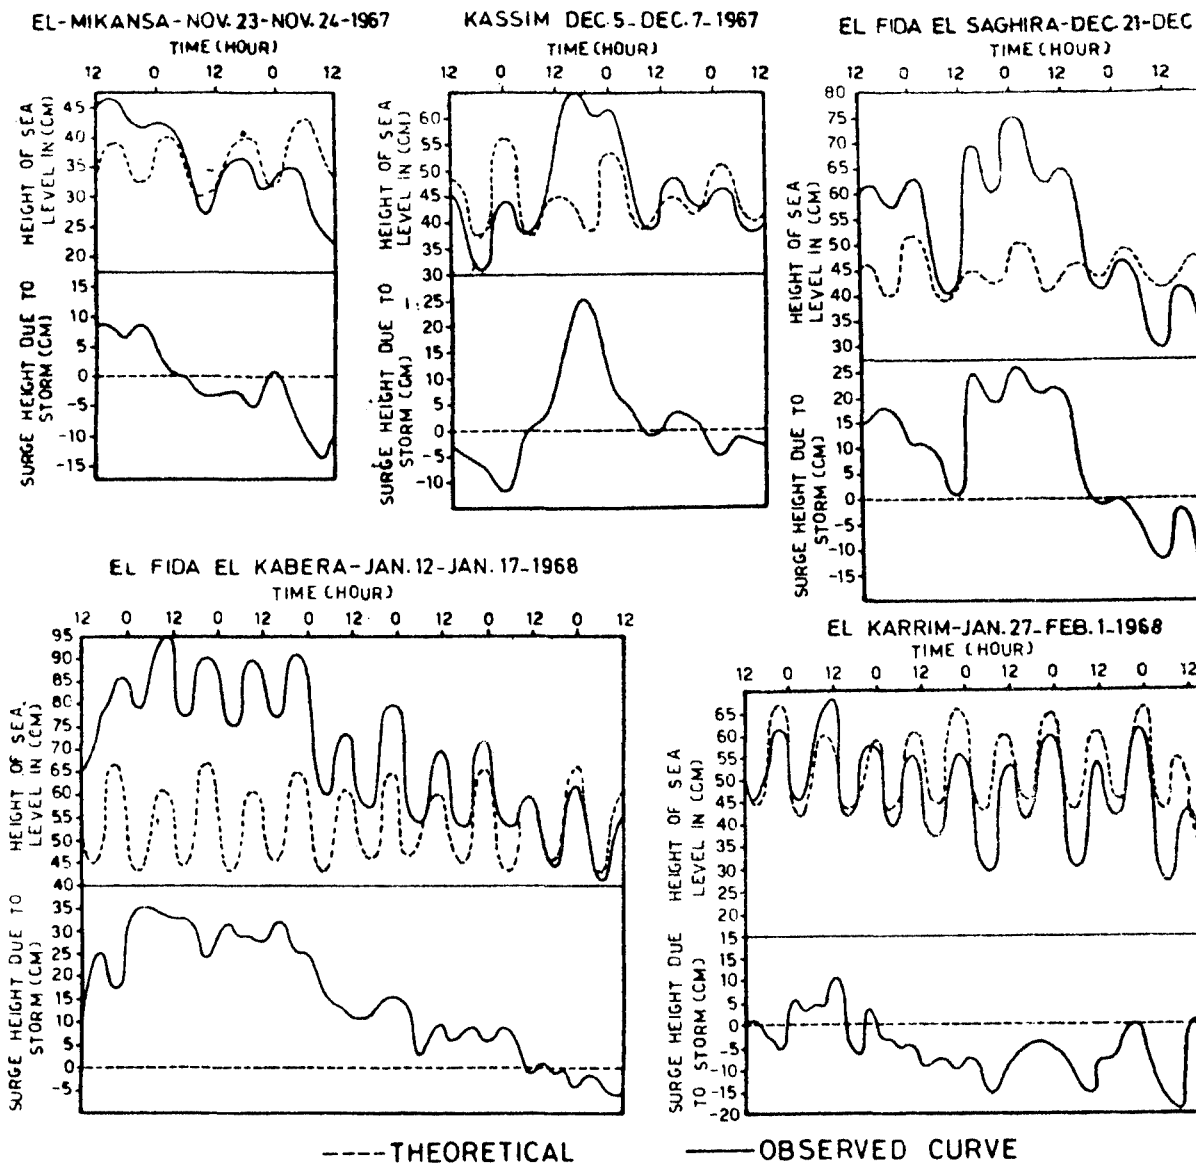 EL-MIKANSA-NOV.23-NOV.24-1967
TIME (HOUR)
12 0 12 0 12
HEIGHT OF SEA
LEVEL IN (CM)
45
40
35
30
25
20
SURGE HEIGHT DUE TO
STORM (CM)
15
10
5
0
-5
-10
-15
KASSIM DEC.5-DEC.7-1967
TIME (HOUR)
12 0 12 0 12 0 12
HEIGHT OF SEA
LEVEL IN (CM)
60
50
45
40
35
30
SURGE HEIGHT DUE TO
STORM (CM)
25
20
15
10
5
0
-5
-10
EL FIDA EL SAGHIRA-DEC.21-DEC
TIME (HOUR)
12 0 12 0 12 0 12
HEIGHT OF SEA
LEVEL IN (CM)
80
75
70
65
60
55
50
45
40
35
30
SURGE HEIGHT DUE TO
STORM (CM)
25
20
15
10
5
0
-5
-10
-15
EL FIDA EL KABERA-JAN.12-JAN.17-1968
TIME (HOUR)
12 0 12 0 12 0 12 0 12 0 12 0 12
HEIGHT OF SEA
LEVEL IN (CM)
95
90
85
80
75
70
65
60
55
50
45
40
SURGE HEIGHT DUE TO
STORM (CM)
35
30
25
20
15
10
5
0
-5
EL KARRIM-JAN.27-FEB.1-1968
TIME (HOUR)
12 0 12 0 12 0 12 0 12 0 12
HEIGHT OF SEA
LEVEL IN (CM)
65
60
55
50
45
40
35
30
20
15
SURGE HEIGHT DUE
TO STORM (CM)
10
5
0
-5
-10
-15
-20
----THEORETICAL ——OBSERVED CURVE